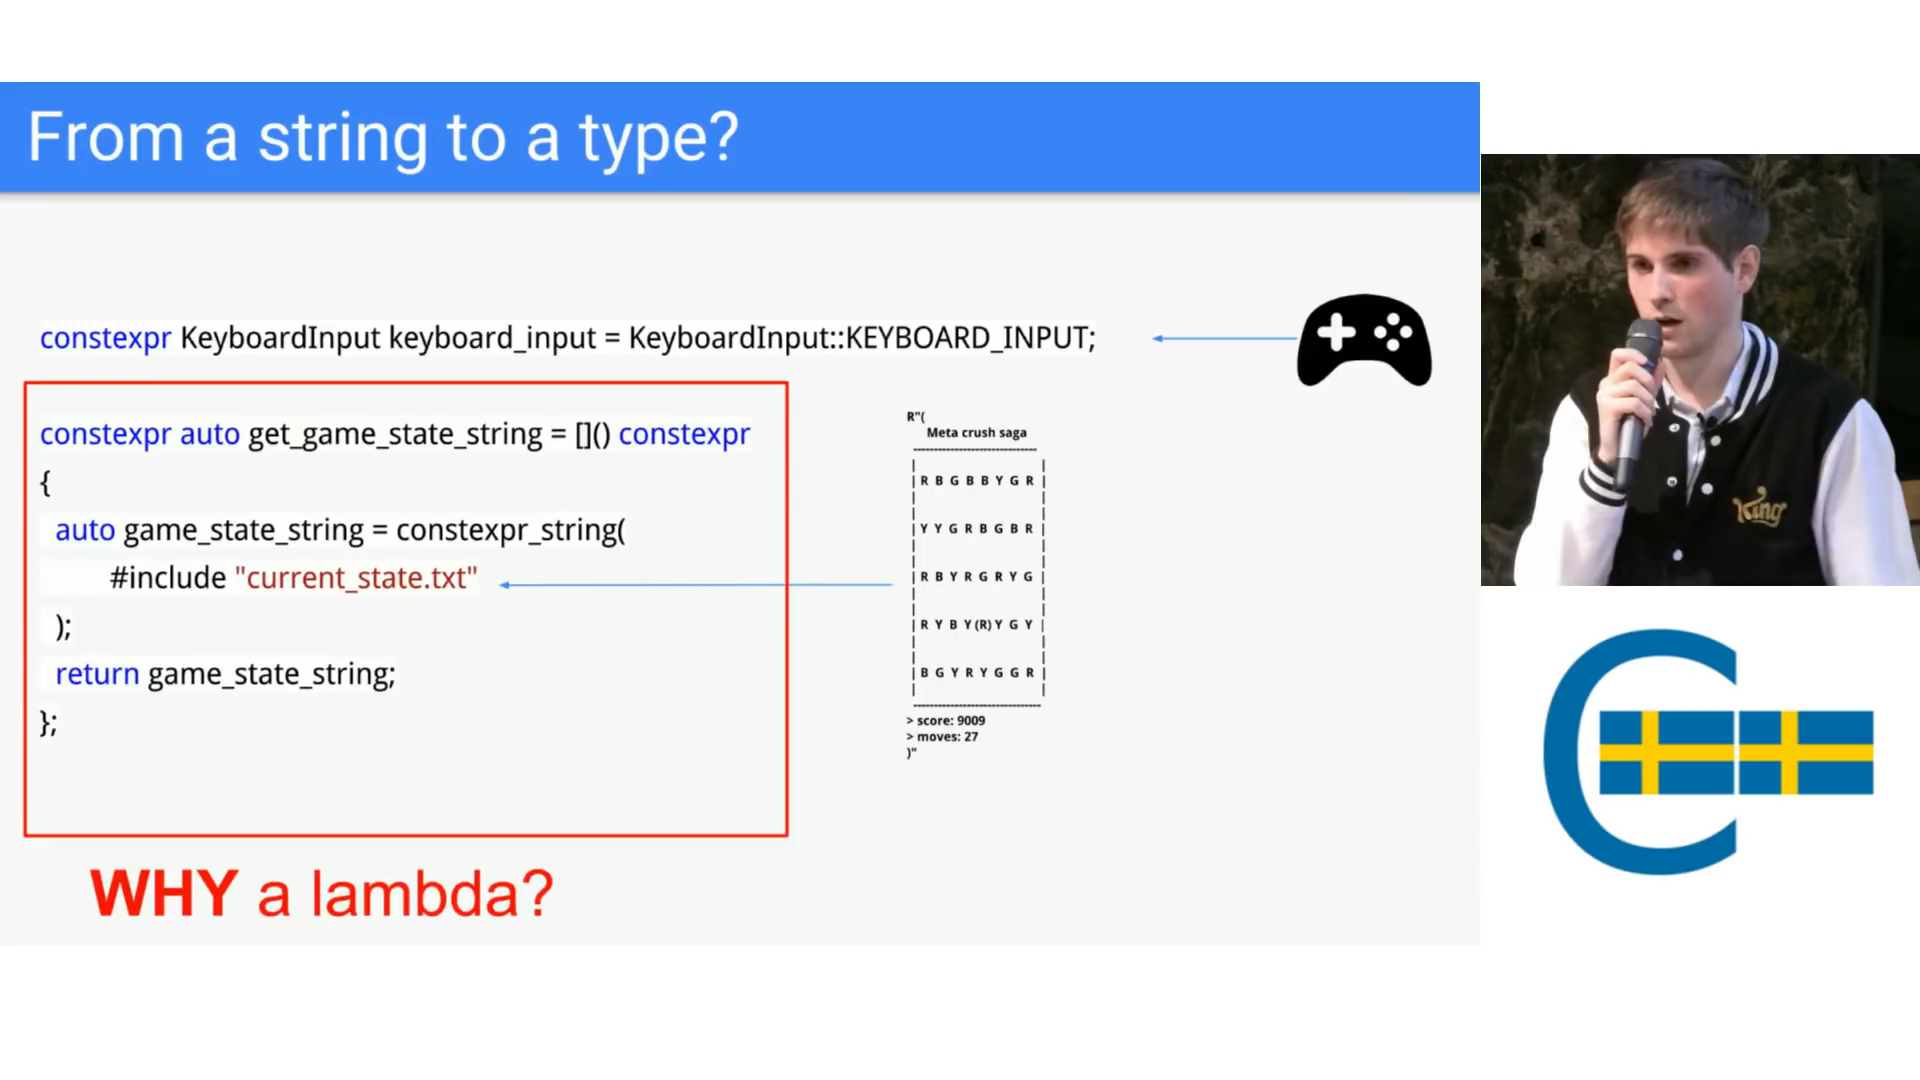 From a string to a type?
constexpr KeyboardInput keyboard_input = KeyboardInput::KEYBOARD_INPUT;
constexpr auto get_game_state_string = []() constexpr
{
auto game_state_string = constexpr_string(
#include "current_state.txt"
);
return game_state_string;
};
WHY a lambda?
R"(
Meta crush saga
--------------------------------
| R B G B B Y G R |
| Y Y G R B G B R |
| R B Y R G R Y G |
| R Y B Y (R) Y G Y |
| B G Y R Y G G R |
--------------------------------
> score: 9009
> moves: 27
)"
King
C